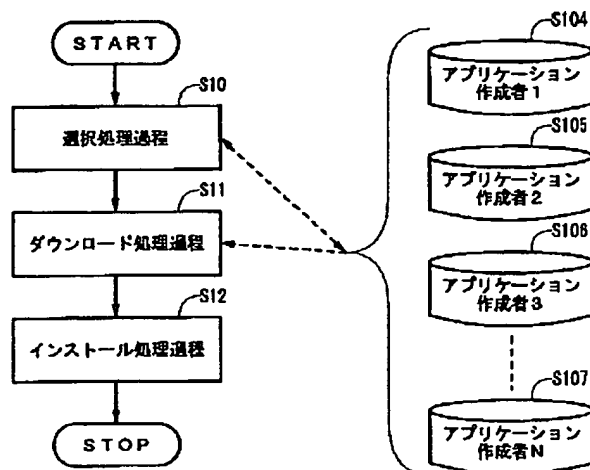 START
S10
選択処理過程
S11
ダウンロード処理過程
S12
インストール処理過程
STOP
S104
アプリケーション
作成者1
S105
アプリケーション
作成者2
S106
アプリケーション
作成者3
S107
アプリケーション
作成者N